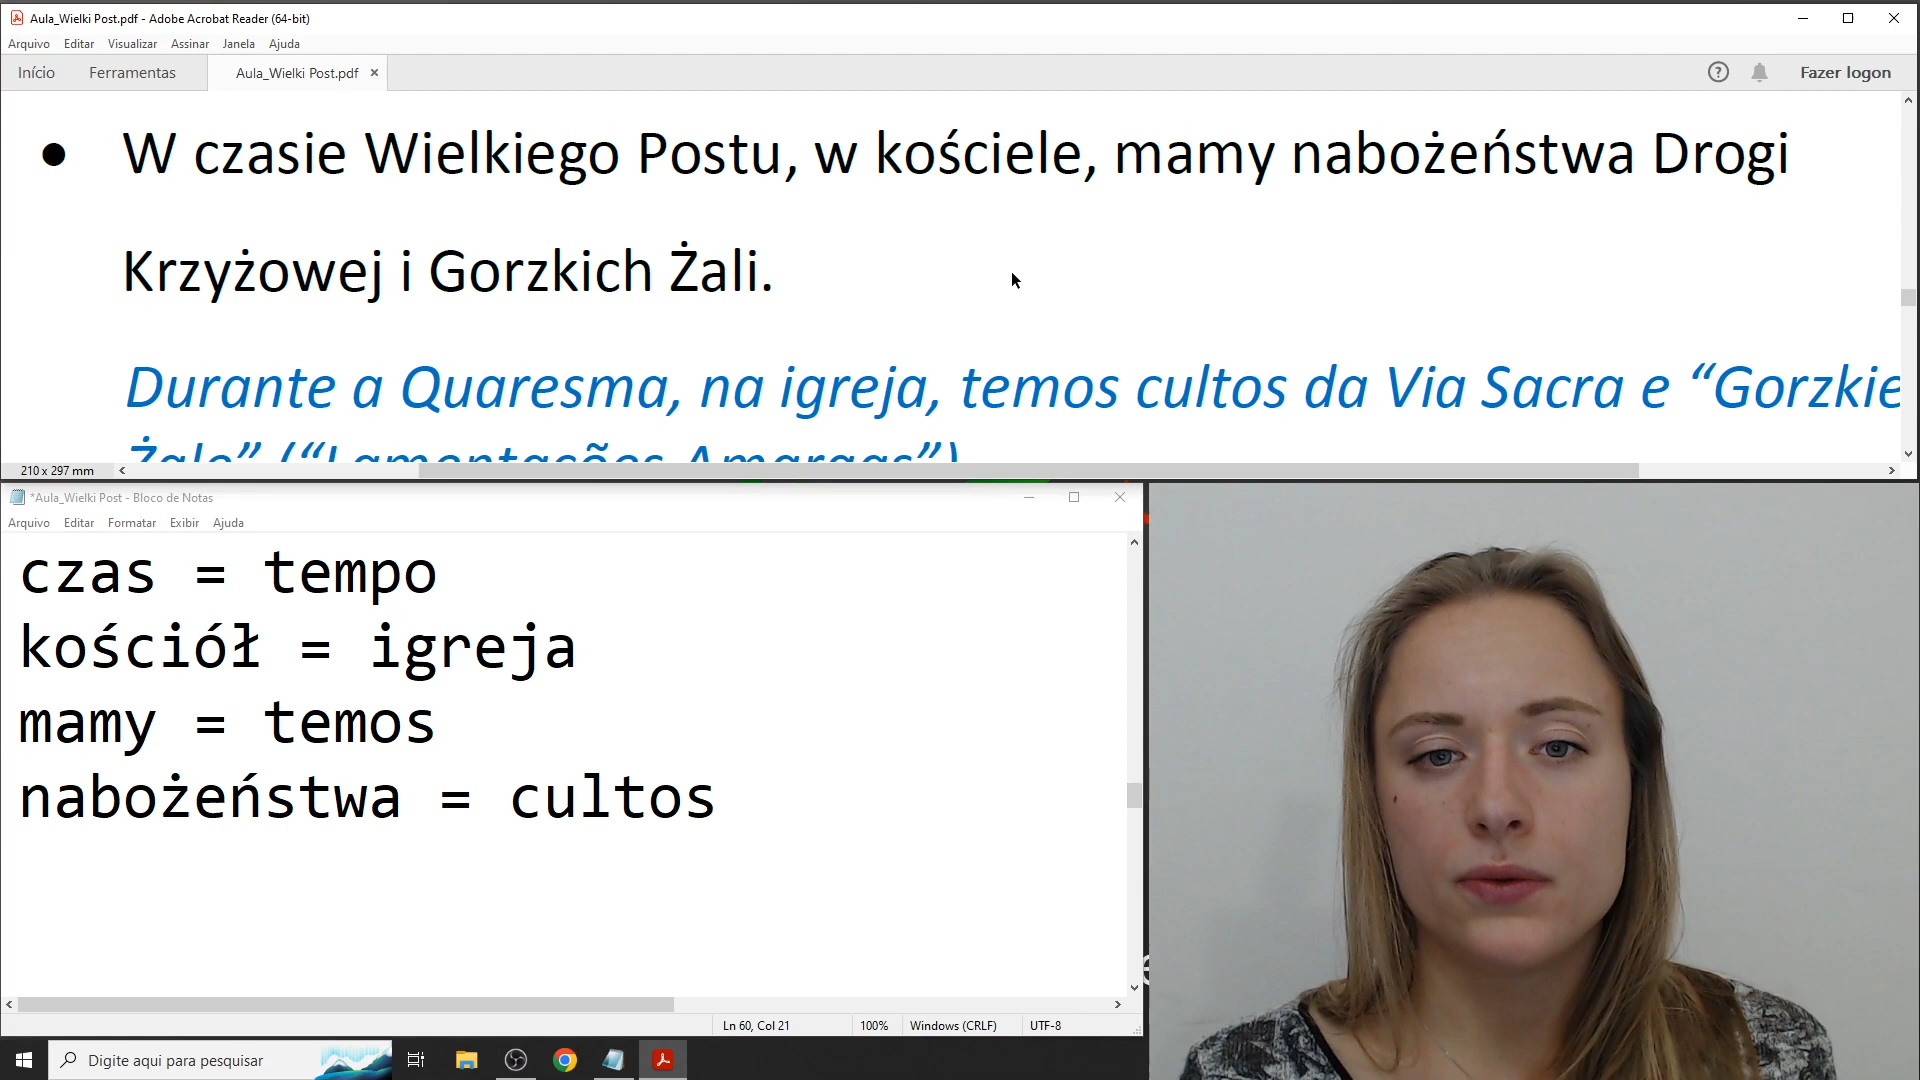 Aula_Wielki Post.pdf - Adobe Acrobat Reader (64-bit)
Arquivo Editar Visualizar Assinar Janela Ajuda
Início Ferramentas Aula_Wielki Post.pdf × Fazer logon
• W czasie Wielkiego Postu, w kościele, mamy nabożeństwa Drogi
Krzyżowej i Gorzkich Żali.
Durante a Quaresma, na igreja, temos cultos da Via Sacra e “Gorzkie
Żale” (“Lamentações Amargas”)
210 x 297 mm
*Aula_Wielki Post - Bloco de Notas
Arquivo Editar Formatar Exibir Ajuda
czas = tempo
kościół = igreja
mamy = temos
nabożeństwa = cultos
Ln 60, Col 21 100% Windows (CRLF) UTF-8
Digite aqui para pesquisar